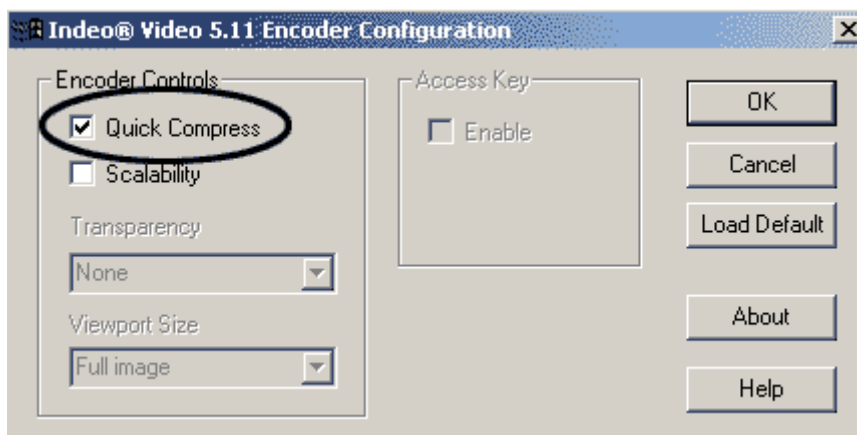 Indeo® Video 5.11 Encoder Configuration
Encoder Controls
Quick Compress
Scalability
Transparency
None
Viewport Size
Full image
Access Key
Enable
OK
Cancel
Load Default
About
Help